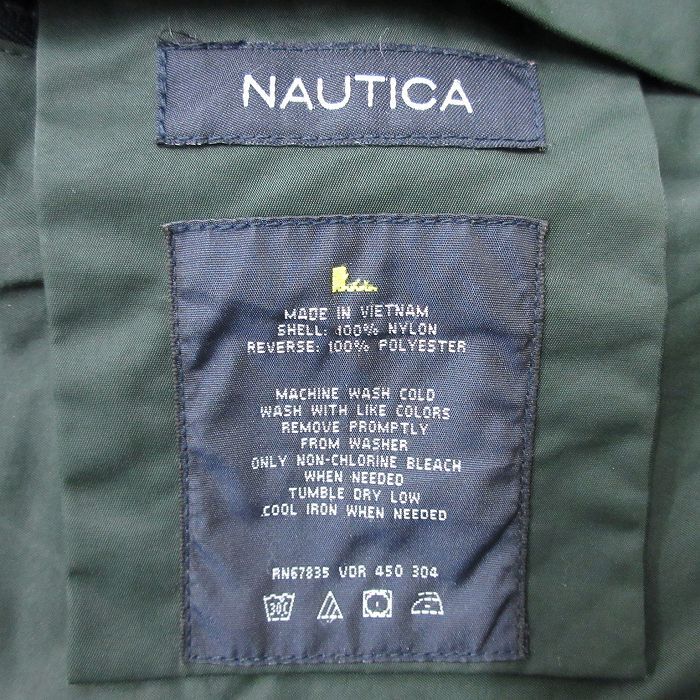 NAUTICA
MADE IN VIETNAM
SHELL: 100% NYLON
REVERSE: 100% POLYESTER
MACHINE WASH COLD
WASH WITH LIKE COLORS
REMOVE PROMPTLY
FROM WASHER
ONLY NON-CHLORINE BLEACH
WHEN NEEDED
TUMBLE DRY LOW
COOL IRON WHEN NEEDED
RN67835 VDR 450 304
30C